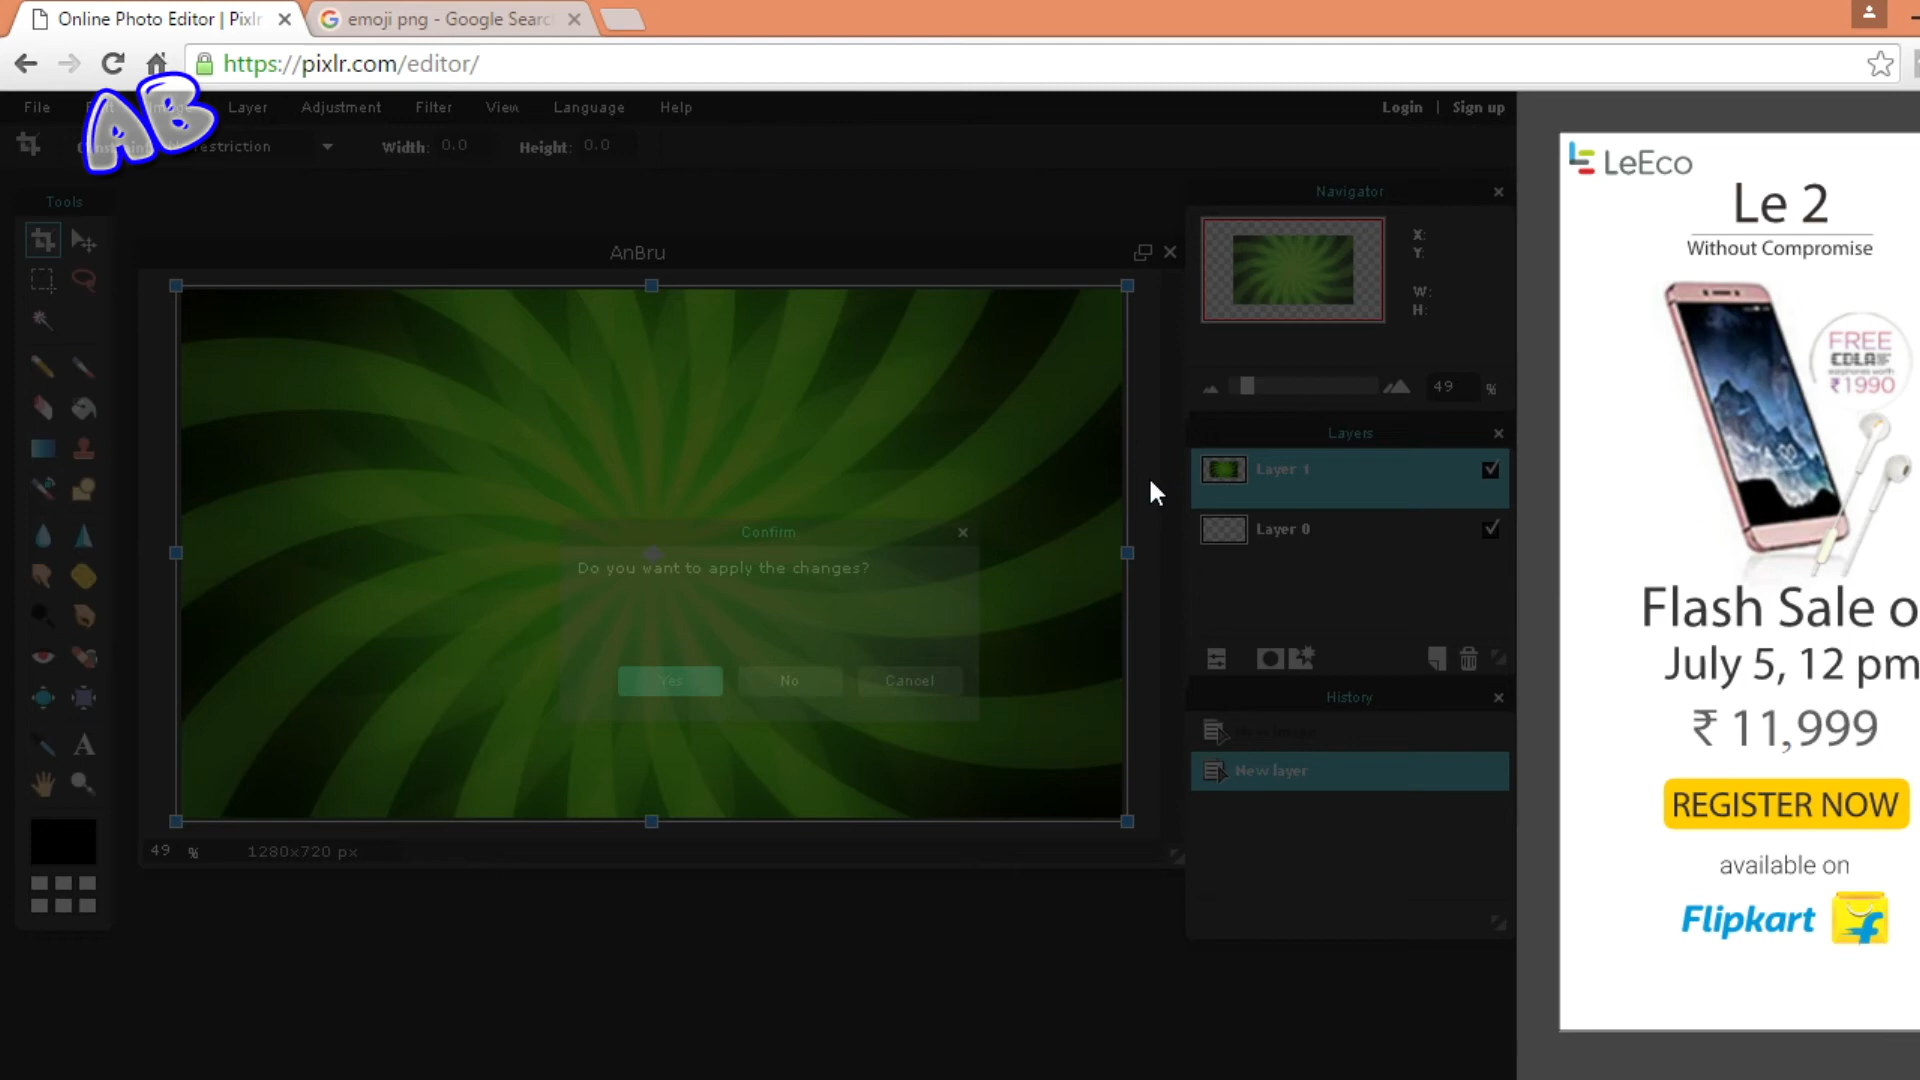 Online Photo Editor | Pixlr
emoji png - Google Searc
https://pixlr.com/editor/
AB
File
Layer
Adjustment
Filter
View
Language
Help
Login | Sign up
restriction
Width: 0.0
Height: 0.0
Tools
AnBru
Navigator
X:
Y:
W:
H:
49 %
Layers
Layer 1
Layer 0
Confirm
Do you want to apply the changes?
Yes
No
Cancel
History
New layer
49 %
1280x720 px
LeEco
Le 2
Without Compromise
FREE
CDLA
₹1990
Flash Sale o
July 5, 12 pm
₹ 11,999
REGISTER NOW
available on
Flipkart